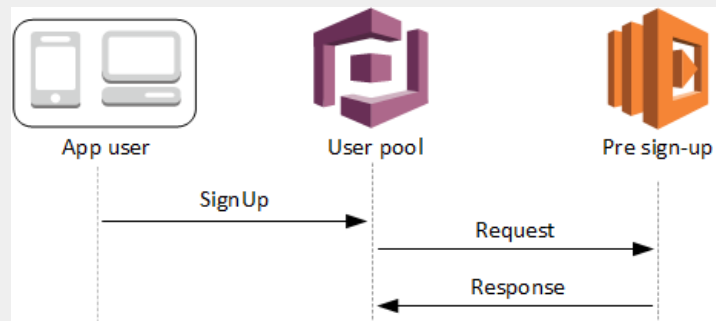 App user
User pool
Pre sign-up
SignUp
Request
Response